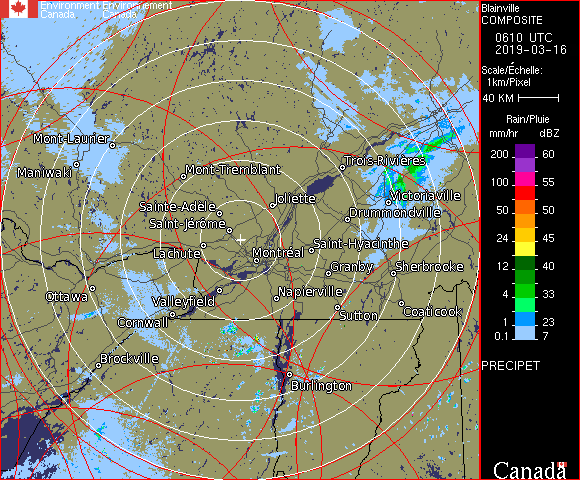 Environment Environnement
Canada Canada
Blainville
COMPOSITE
0610 UTC
2019-03-16
Scale/Échelle:
1km/Pixel
40 KM
Rain/Pluie
mm/hr dBZ
200 60
100 55
50 50
24 45
12 40
4 33
1 23
0.1 7
PRECIPET
Canada
Mont-Laurier
Maniwaki
Mont-Tremblant
Trois-Rivières
Sainte-Adèle
Joliette
Victoriaville
Drummondville
Saint-Jérôme
Lachute
Montréal
Saint-Hyacinthe
Granby
Sherbrooke
Ottawa
Valleyfield
Napierville
Cornwall
Sutton
Coaticook
Brockville
Burlington